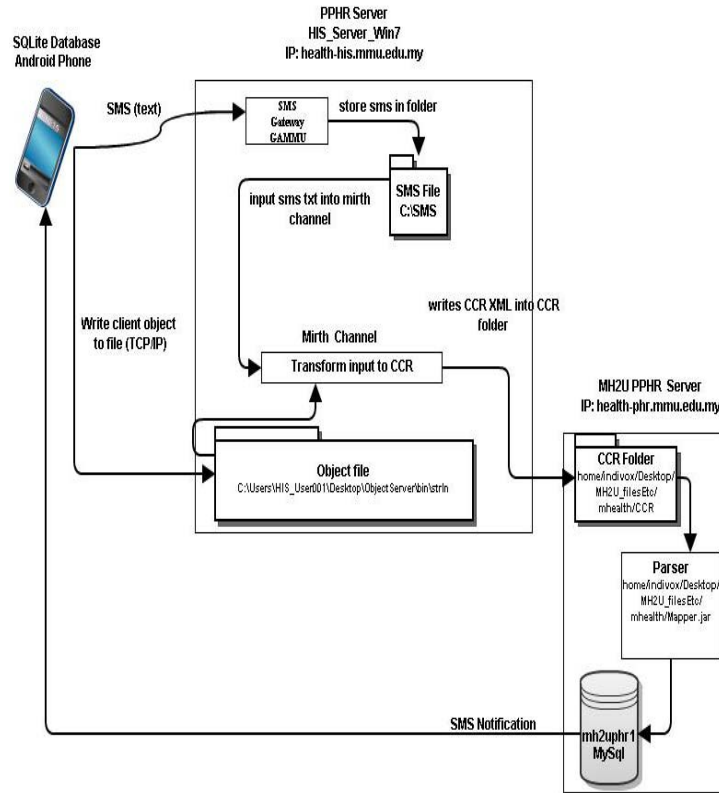 PPHR Server
HIS_Server_Win7
IP: health-his.mmu.edu.my
SQLite Database
Android Phone
SMS (text)
SMS
Gateway
GAMMU
store sms in folder
SMS File
C:\SMS
input sms txt into mirth
channel
Write client object
to file (TCP/IP)
writes CCR XML into CCR
folder
Mirth Channel
Transform input to CCR
Object file
C:\Users\HIS_User001\Desktop\ObjectServer\bin\strIn
MH2U PPHR Server
IP: health-phr.mmu.edu.my
CCR Folder
home/indivox/Desktop/
MH2U_filesEtc/
mhealth/CCR
Parser
home/indivox/Desktop/
MH2U_filesEtc/
mhealth/Mapper.jar
mh2uphr1
MySql
SMS Notification